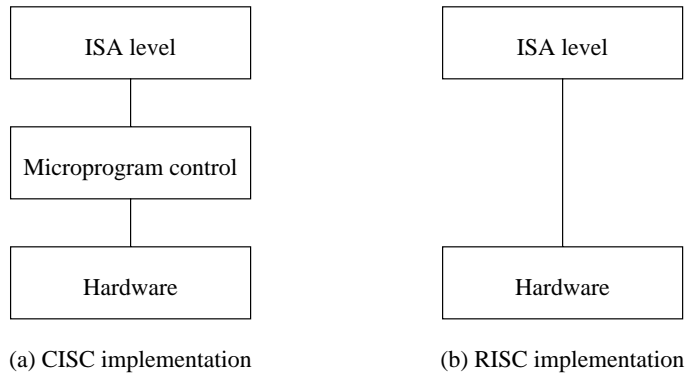 ISA level
Microprogram control
Hardware
(a) CISC implementation
ISA level
Hardware
(b) RISC implementation